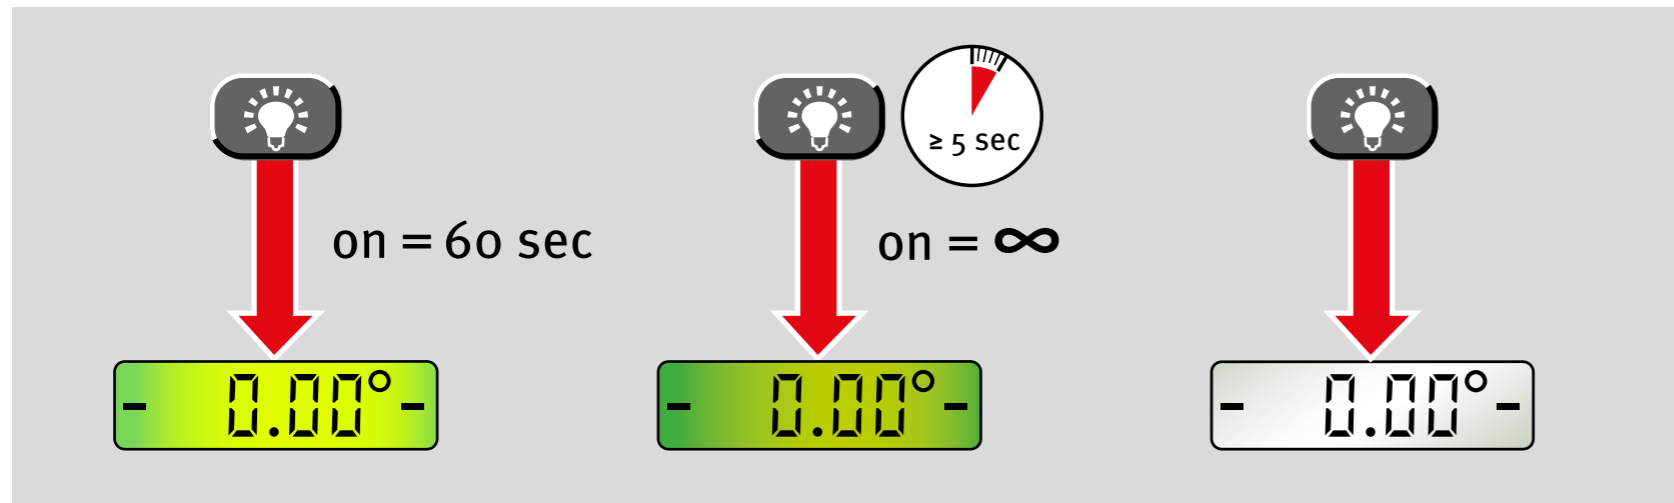 ≥ 5 sec
on = 60 sec
on = ∞
- 0.00° -
- 0.00° -
- 0.00° -